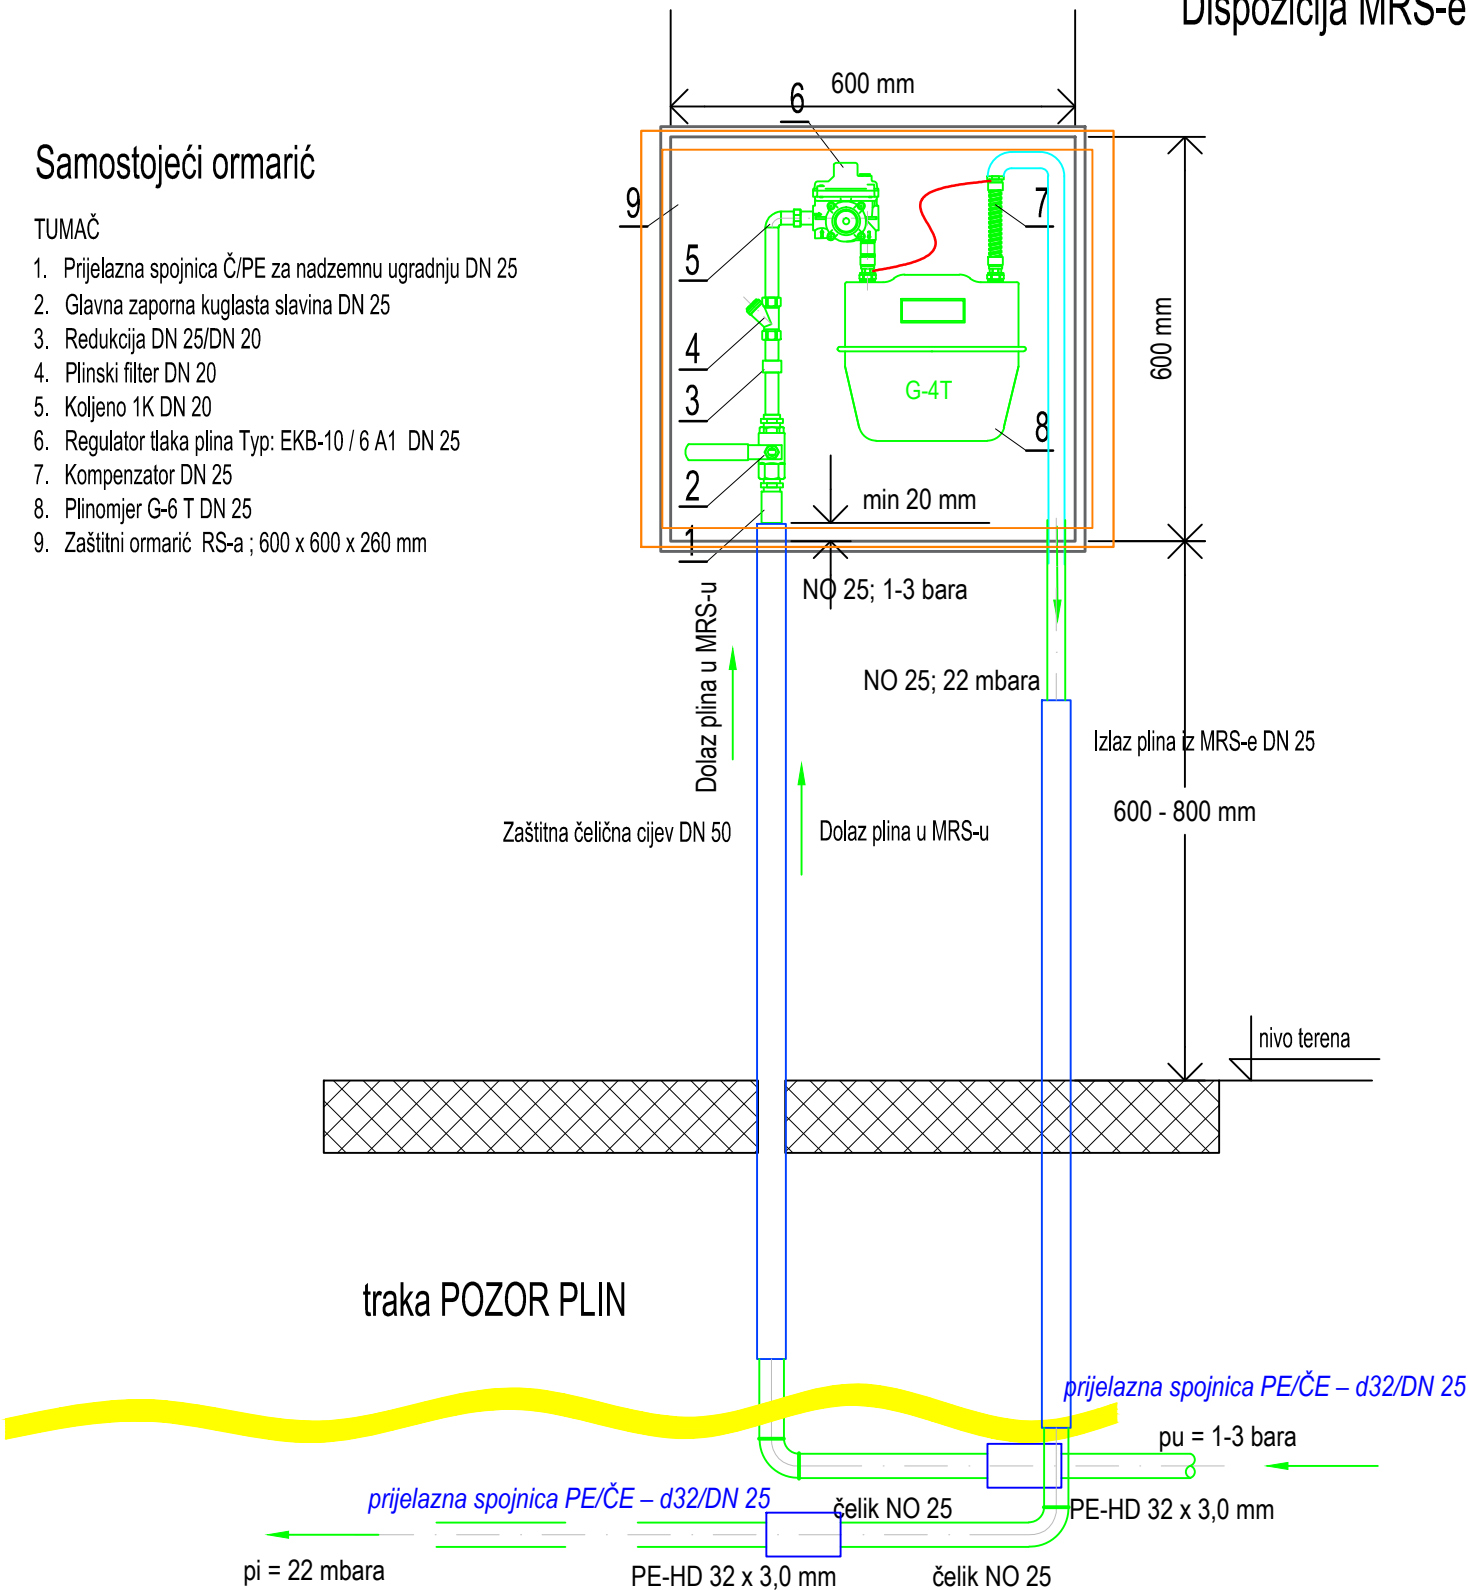 Dispozicija MRS-e
600 mm
6
Samostojeći ormarić
TUMAČ
1. Prijelazna spojnica Č/PE za nadzemnu ugradnju DN 25
2. Glavna zaporna kuglasta slavina DN 25
3. Redukcija DN 25/DN 20
4. Plinski filter DN 20
5. Koljeno 1K DN 20
6. Regulator tlaka plina Typ: EKB-10 / 6 A1 DN 25
7. Kompenzator DN 25
8. Plinomjer G-6 T DN 25
9. Zaštitni ormarić RS-a ; 600 x 600 x 260 mm
9
7
5
4
3
G-4T
8
2
1
600 mm
min 20 mm
NO 25; 1-3 bara
Dolaz plina u MRS-u
NO 25; 22 mbara
Izlaz plina iz MRS-e DN 25
600 - 800 mm
Zaštitna čelična cijev DN 50
Dolaz plina u MRS-u
nivo terena
traka POZOR PLIN
prijelazna spojnica PE/ČE – d32/DN 25
pu = 1-3 bara
prijelazna spojnica PE/ČE – d32/DN 25
čelik NO 25
PE-HD 32 x 3,0 mm
pi = 22 mbara
PE-HD 32 x 3,0 mm
čelik NO 25